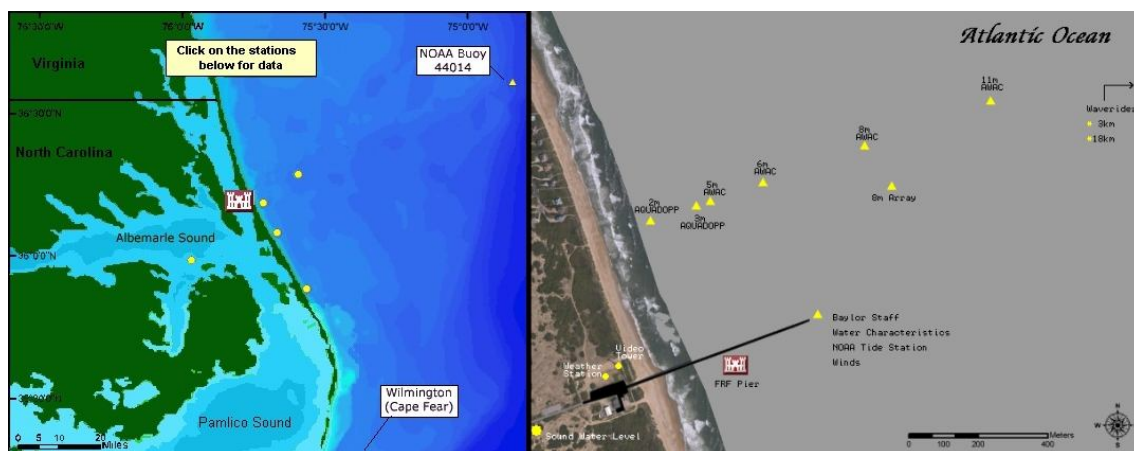 76°30'0"W
76°0'0"W
75°30'0"W
75°0'0"W
Click on the stations
below for data
NOAA Buoy
44014
Virginia
36°30'0"N
North Carolina
Albemarle Sound
36°0'0"N
Wilmington
(Cape Fear)
Pamlico Sound
0 5 10 20
Miles
Atlantic Ocean
11m
AWAC
Waverider
3km
18km
8m
AWAC
6m
AWAC
8m Array
5m
AWAC
2m
AQUADOPP
3m
AQUADOPP
Baylor Staff
Water Characteristics
NOAA Tide Station
Winds
Video
Tower
Weather
Station
FRF Pier
Sound Water Level
N
W
E
S
0 100 200 400
Meters